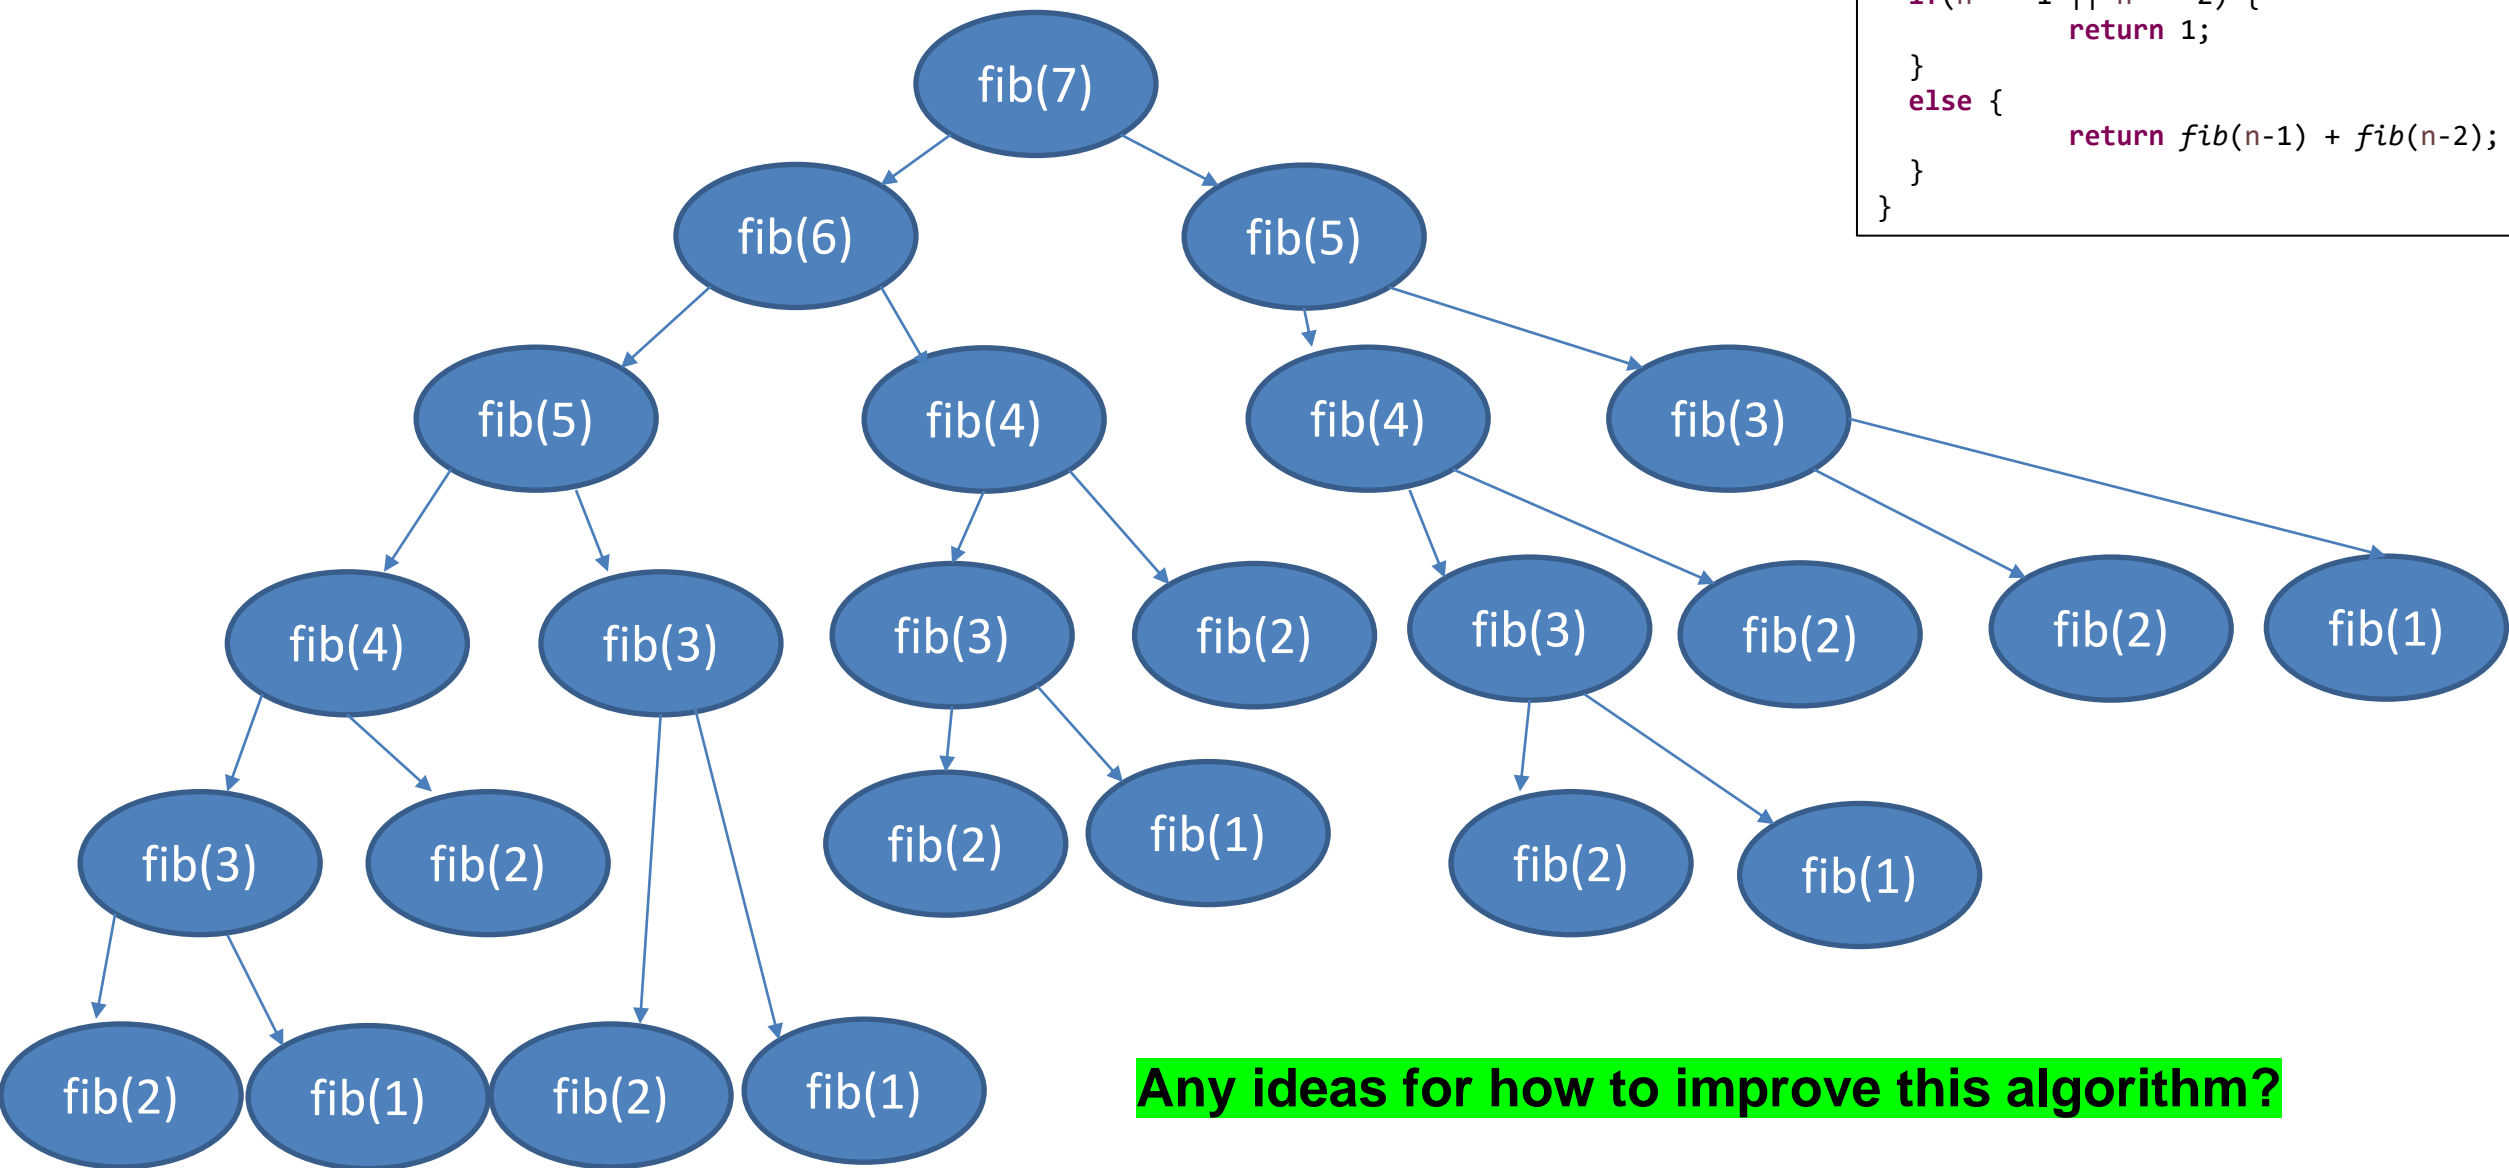 if(n == 1 || n == 2) {
return 1;
}
else {
return fib(n-1) + fib(n-2);
}
}
fib(7)
fib(6)
fib(5)
fib(5)
fib(4)
fib(4)
fib(3)
fib(4)
fib(3)
fib(3)
fib(2)
fib(3)
fib(2)
fib(2)
fib(1)
fib(3)
fib(2)
fib(2)
fib(1)
fib(2)
fib(1)
fib(2)
fib(1)
fib(2)
fib(1)
Any ideas for how to improve this algorithm?